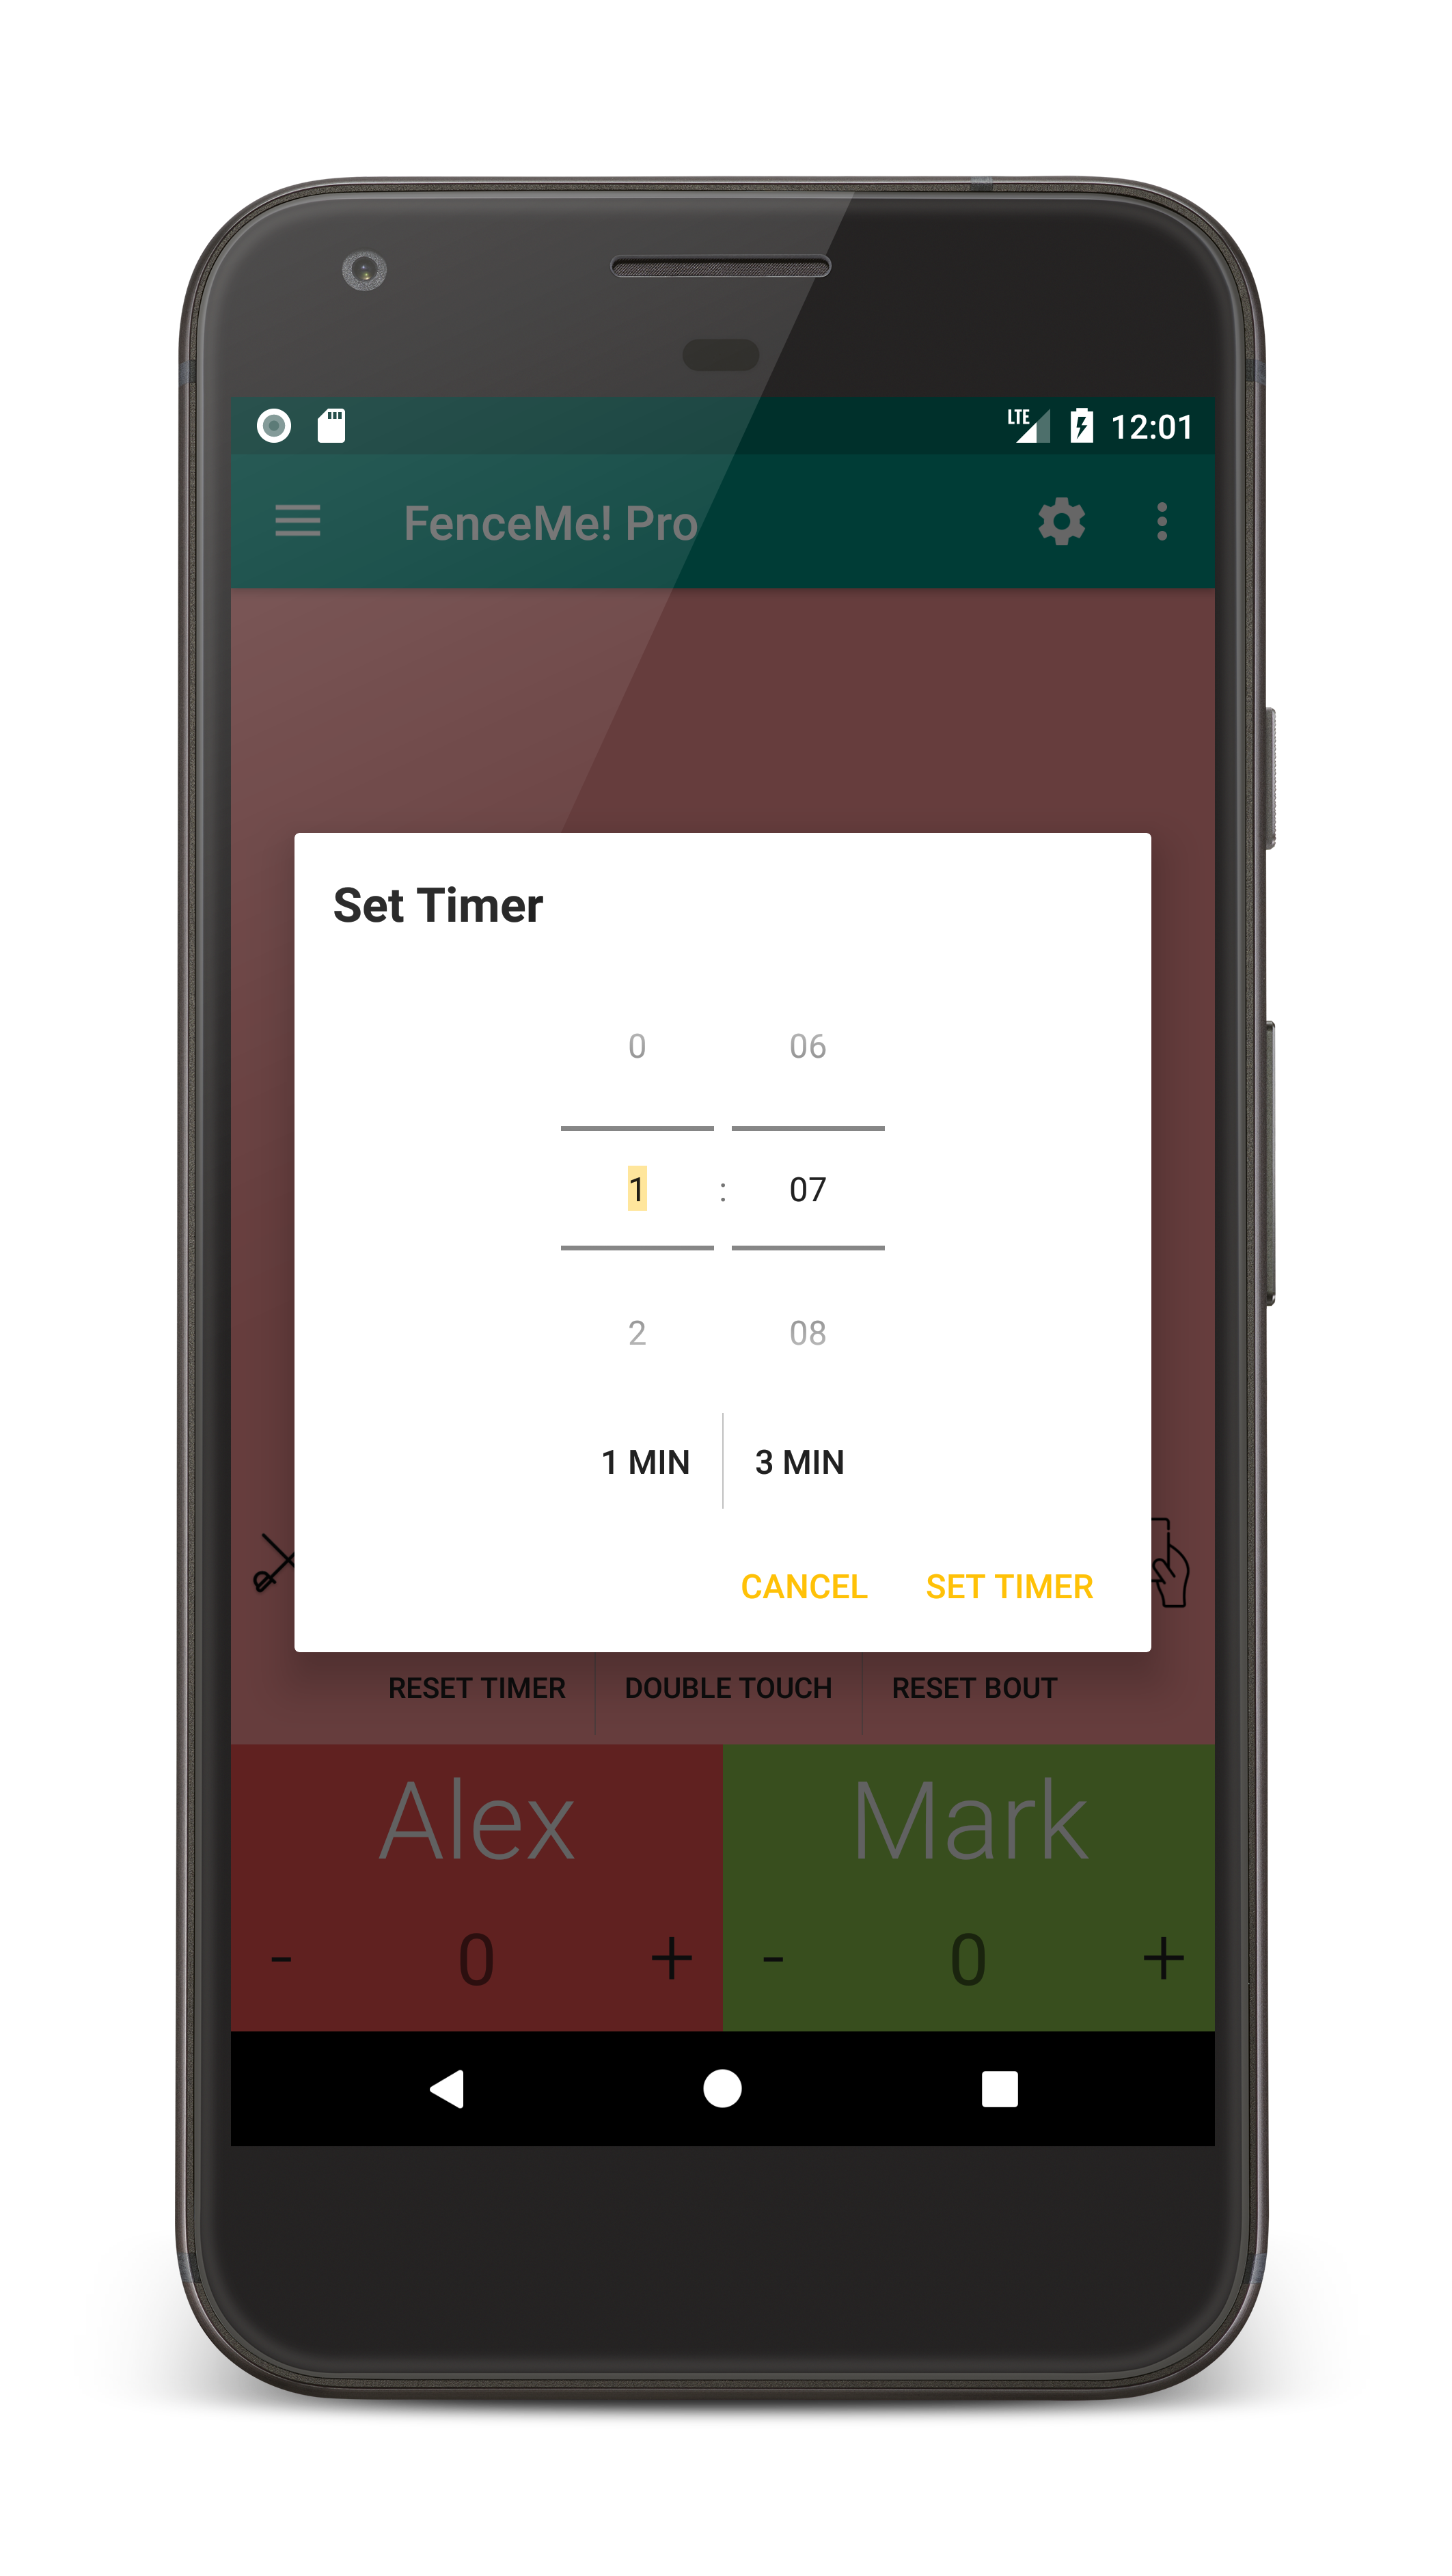 LTE 12:01
FenceMe! Pro
Set Timer
0 06
1 : 07
2 08
1 MIN 3 MIN
CANCEL SET TIMER
RESET TIMER DOUBLE TOUCH RESET BOUT
Alex Mark
- 0 + - 0 +